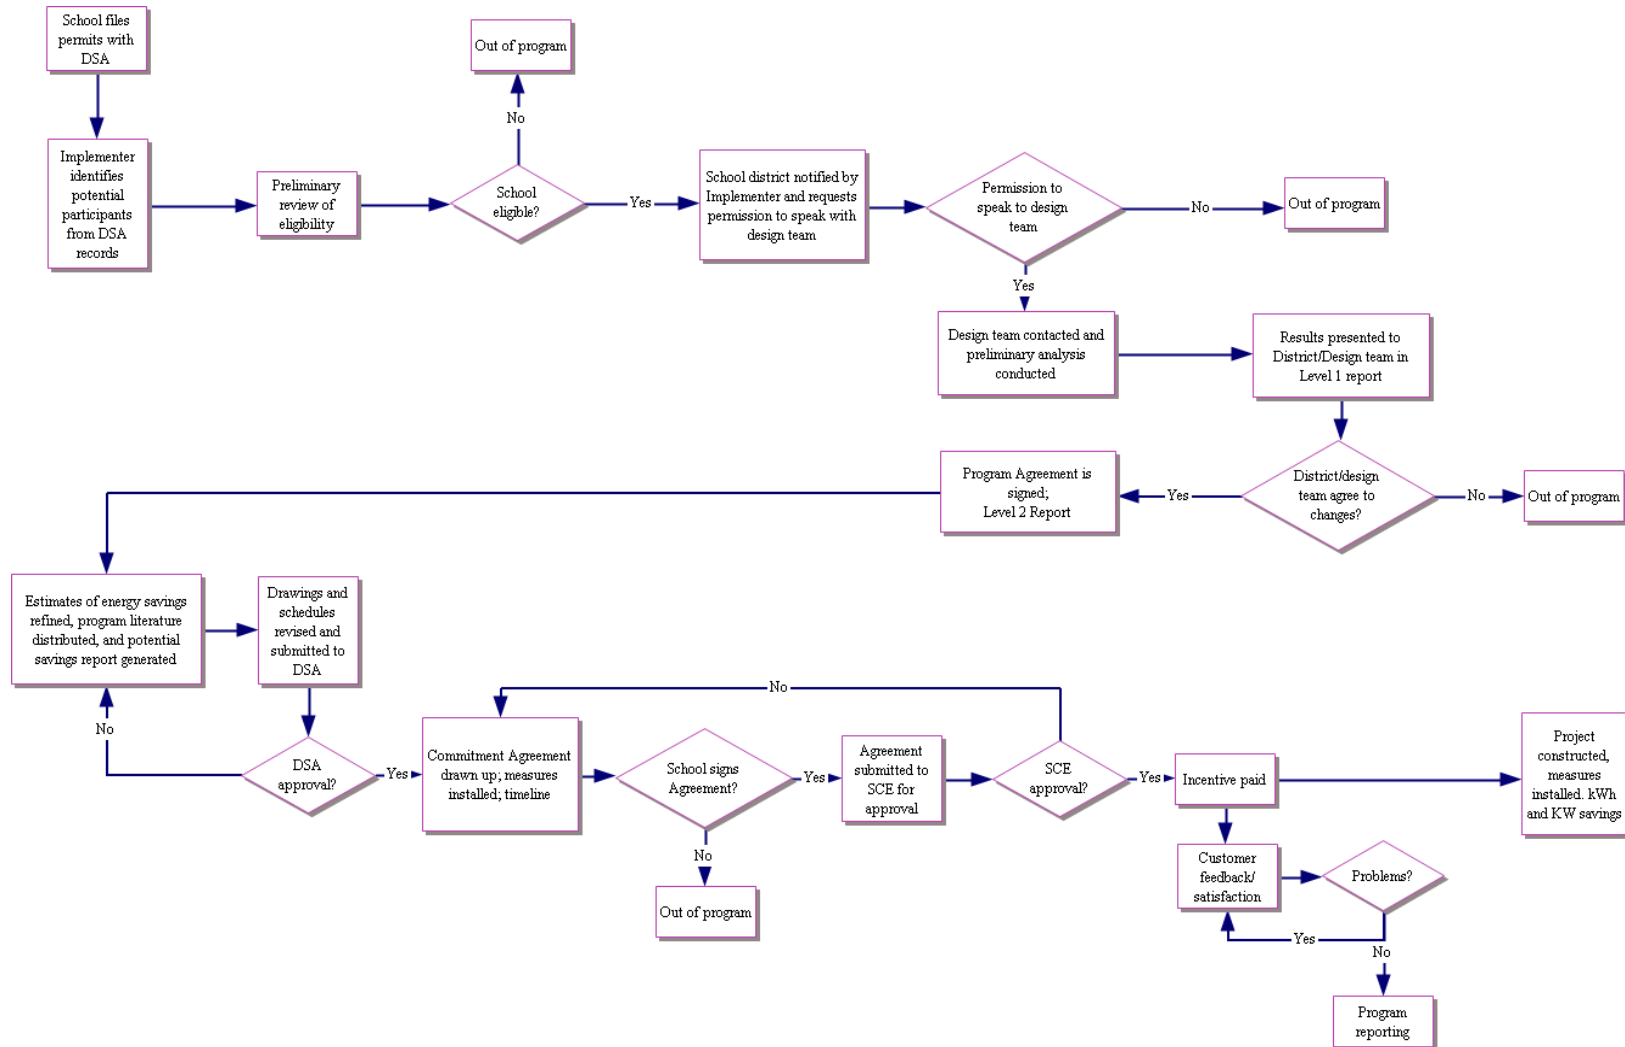 School files
permits with
DSA
Out of program
No
Implementer
identifies
potential
participants
from DSA
records
Preliminary
review of
eligibility
School
eligible?
Yes
School district notified by
Implementer and requests
permission to speak with
design team
Permission to
speak to design
team
No
Out of program
Yes
Design team contacted and
preliminary analysis
conducted
Results presented to
District/Design team in
Level 1 report
District/design
team agree to
changes?
No
Out of program
Yes
Program Agreement is
signed;
Level 2 Report
Estimates of energy savings
refined, program literature
distributed, and potential
savings report generated
Drawings and
schedules
revised and
submitted to
DSA
No
DSA
approval?
Yes
Commitment Agreement
drawn up; measures
installed; timeline
School signs
Agreement?
Yes
No
Out of program
Agreement
submitted to
SCE for
approval
SCE
approval?
No
Yes
Incentive paid
Project
constructed,
measures
installed. kWh
and KW savings
Customer
feedback/
satisfaction
Problems?
Yes
No
Program
reporting